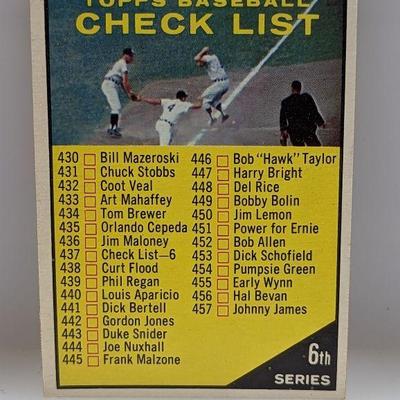 TOPPS BASEBALL
CHECK LIST
430 Bill Mazeroski
431 Chuck Stobbs
432 Coot Veal
433 Art Mahaffey
434 Tom Brewer
435 Orlando Cepeda
436 Jim Maloney
437 Check List—6
438 Curt Flood
439 Phil Regan
440 Louis Aparicio
441 Dick Bertell
442 Gordon Jones
443 Duke Snider
444 Joe Nuxhall
445 Frank Malzone
446 Bob "Hawk" Taylor
447 Harry Bright
448 Del Rice
449 Bobby Bolin
450 Jim Lemon
451 Power for Ernie
452 Bob Allen
453 Dick Schofield
454 Pumpsie Green
455 Early Wynn
456 Hal Bevan
457 Johnny James
6th
SERIES